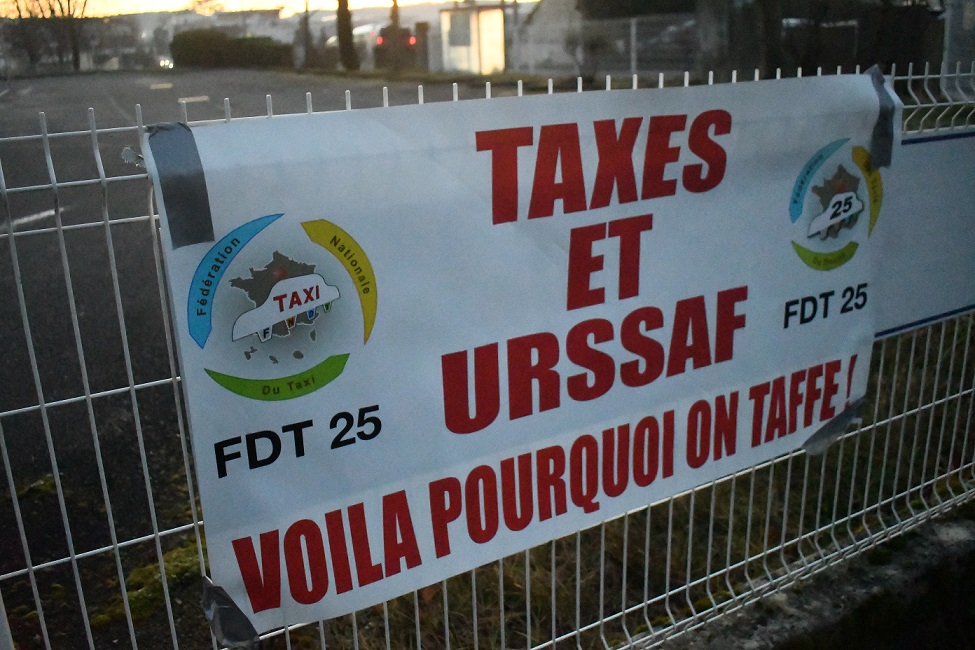 TAXES
ET
URSSAF
VOILA POURQUOI ON TAFFE !
Fédération
Nationale
Du Taxi
TAXI
FDT 25
25
FDT 25